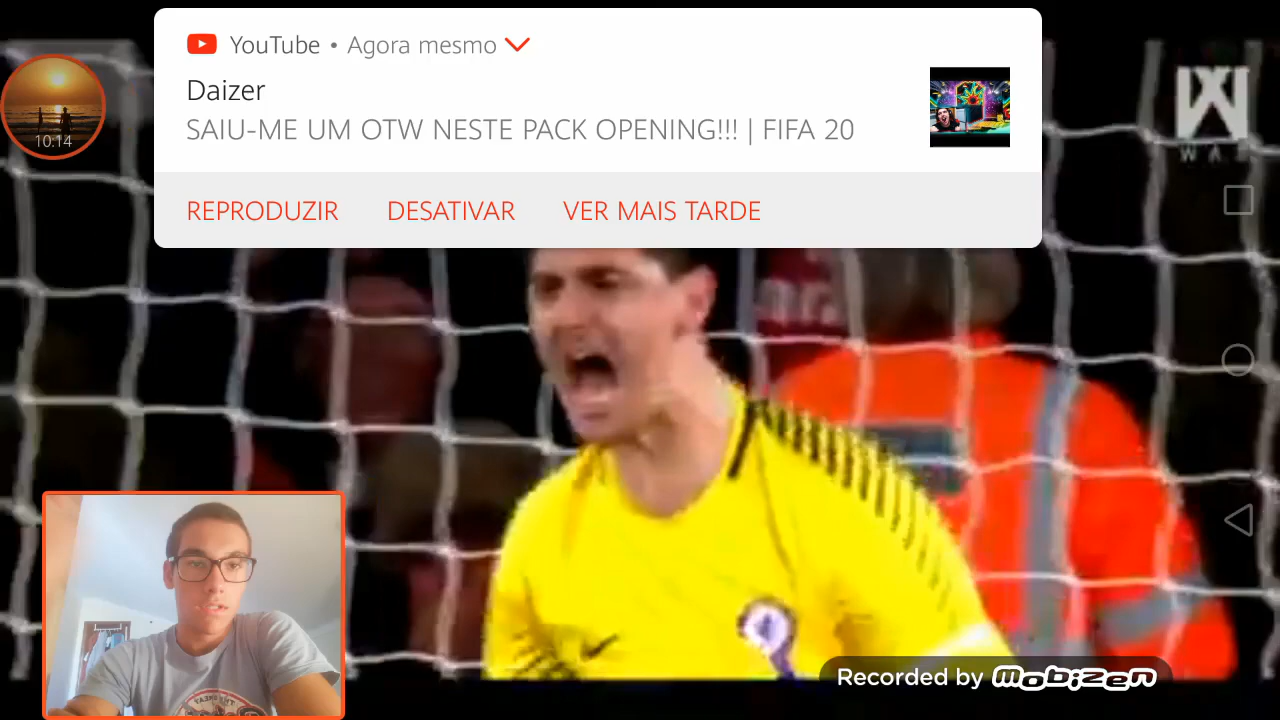 YouTube • Agora mesmo
Daizer
SAIU-ME UM OTW NESTE PACK OPENING!!! | FIFA 20
REPRODUZIR DESATIVAR VER MAIS TARDE
10:14
Recorded by Mobizen